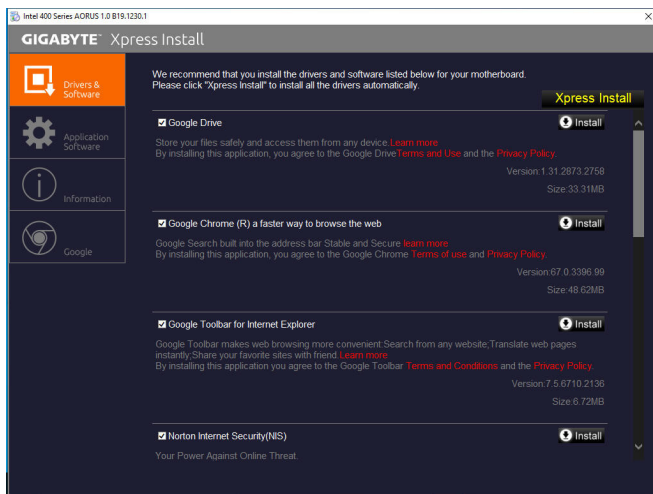 Intel 400 Series AORUS 1.0 B19.1230.1
GIGABYTE™ Xpress Install
Drivers &
Software
Application
Software
Information
Google
We recommend that you install the drivers and software listed below for your motherboard.
Please click "Xpress Install" to install all the drivers automatically.
Xpress Install
Google Drive
Install
Store your files safely and access them from any device.Learn more
By installing this application, you agree to the Google DriveTerms and Use and the Privacy Policy.
Version:1.31.2873.2758
Size:33.31MB
Google Chrome (R) a faster way to browse the web
Install
Google Search built into the address bar Stable and Secure learn more
By installing this application, you agree to the Google Chrome Terms of use and Privacy Policy.
Version:67.0.3396.99
Size:48.62MB
Google Toolbar for Internet Explorer
Install
Google Toolbar makes web browsing more convenient:Search from any website;Translate web pages
instantly;Share your favorite sites with friend.Learn more
By installing this application you agree to the Google Toolbar Terms and Conditions and the Privacy Policy.
Version:7.5.6710.2136
Size:6.72MB
Norton Internet Security(NIS)
Install
Your Power Against Online Threat.